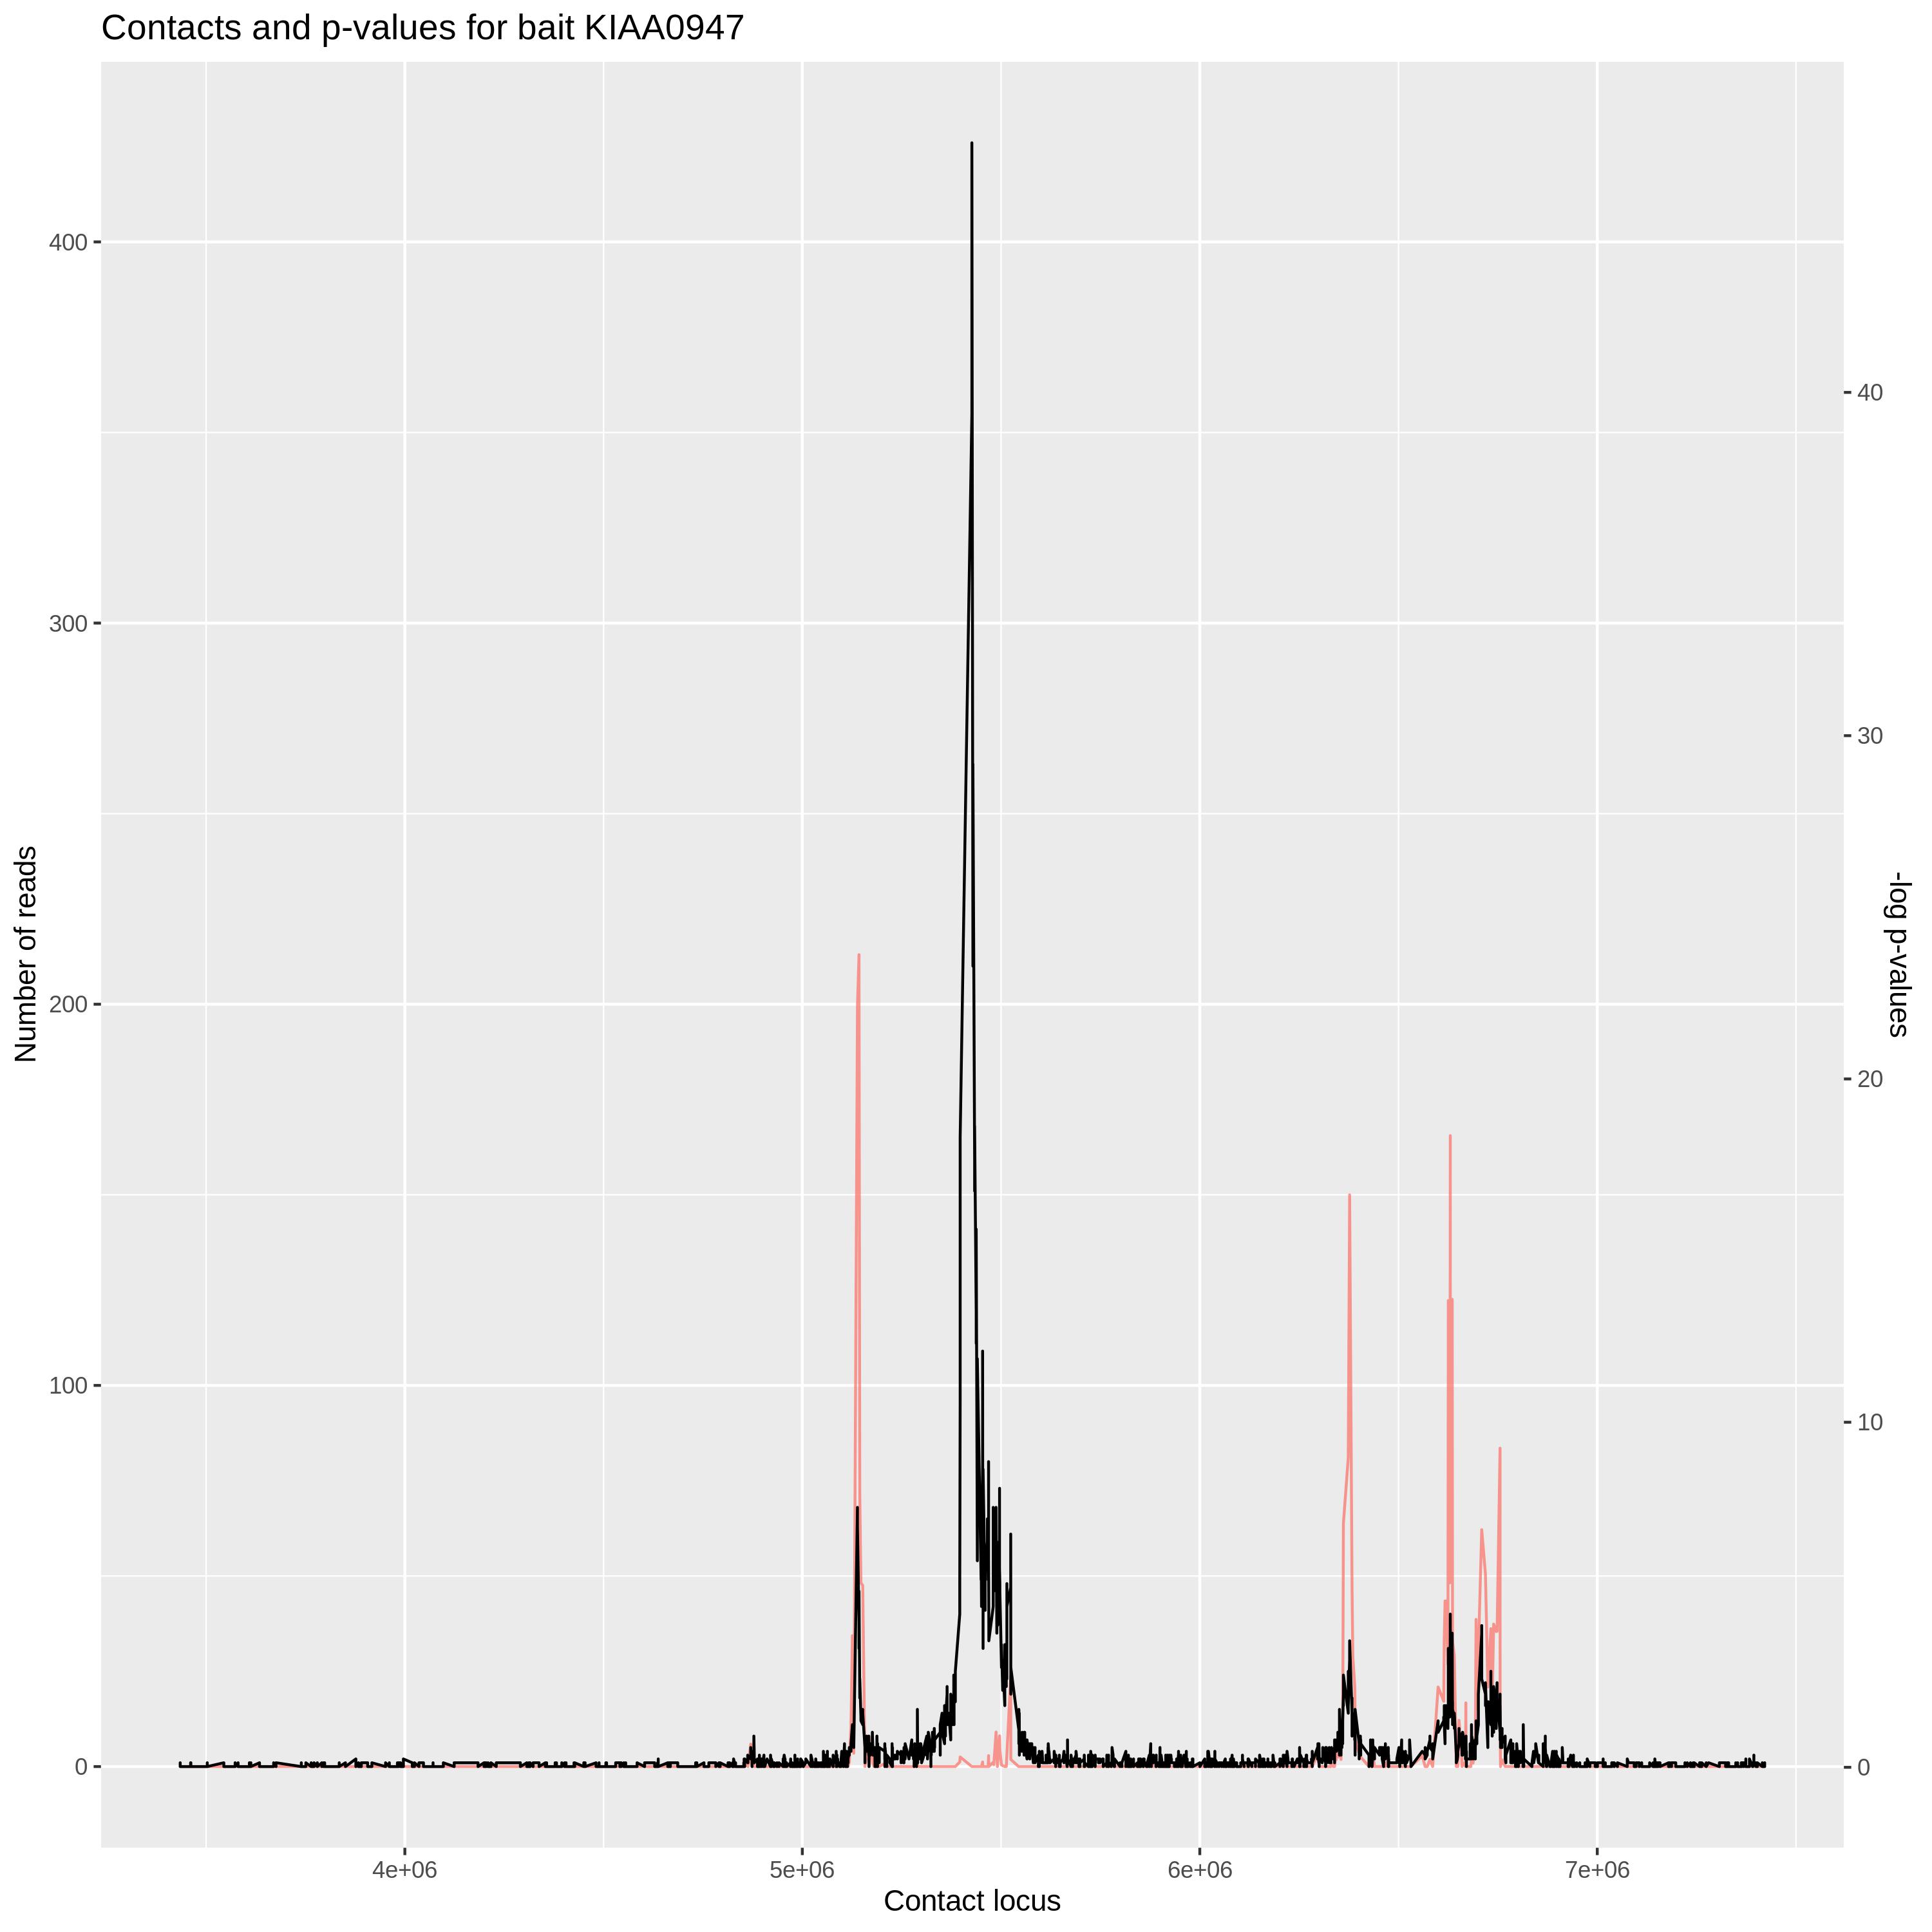 Contacts and p-values for bait KIAA0947
400
300
200
100
0
Number of reads
40
30
20
10
0
-log p-values
4e+06
5e+06
6e+06
7e+06
Contact locus